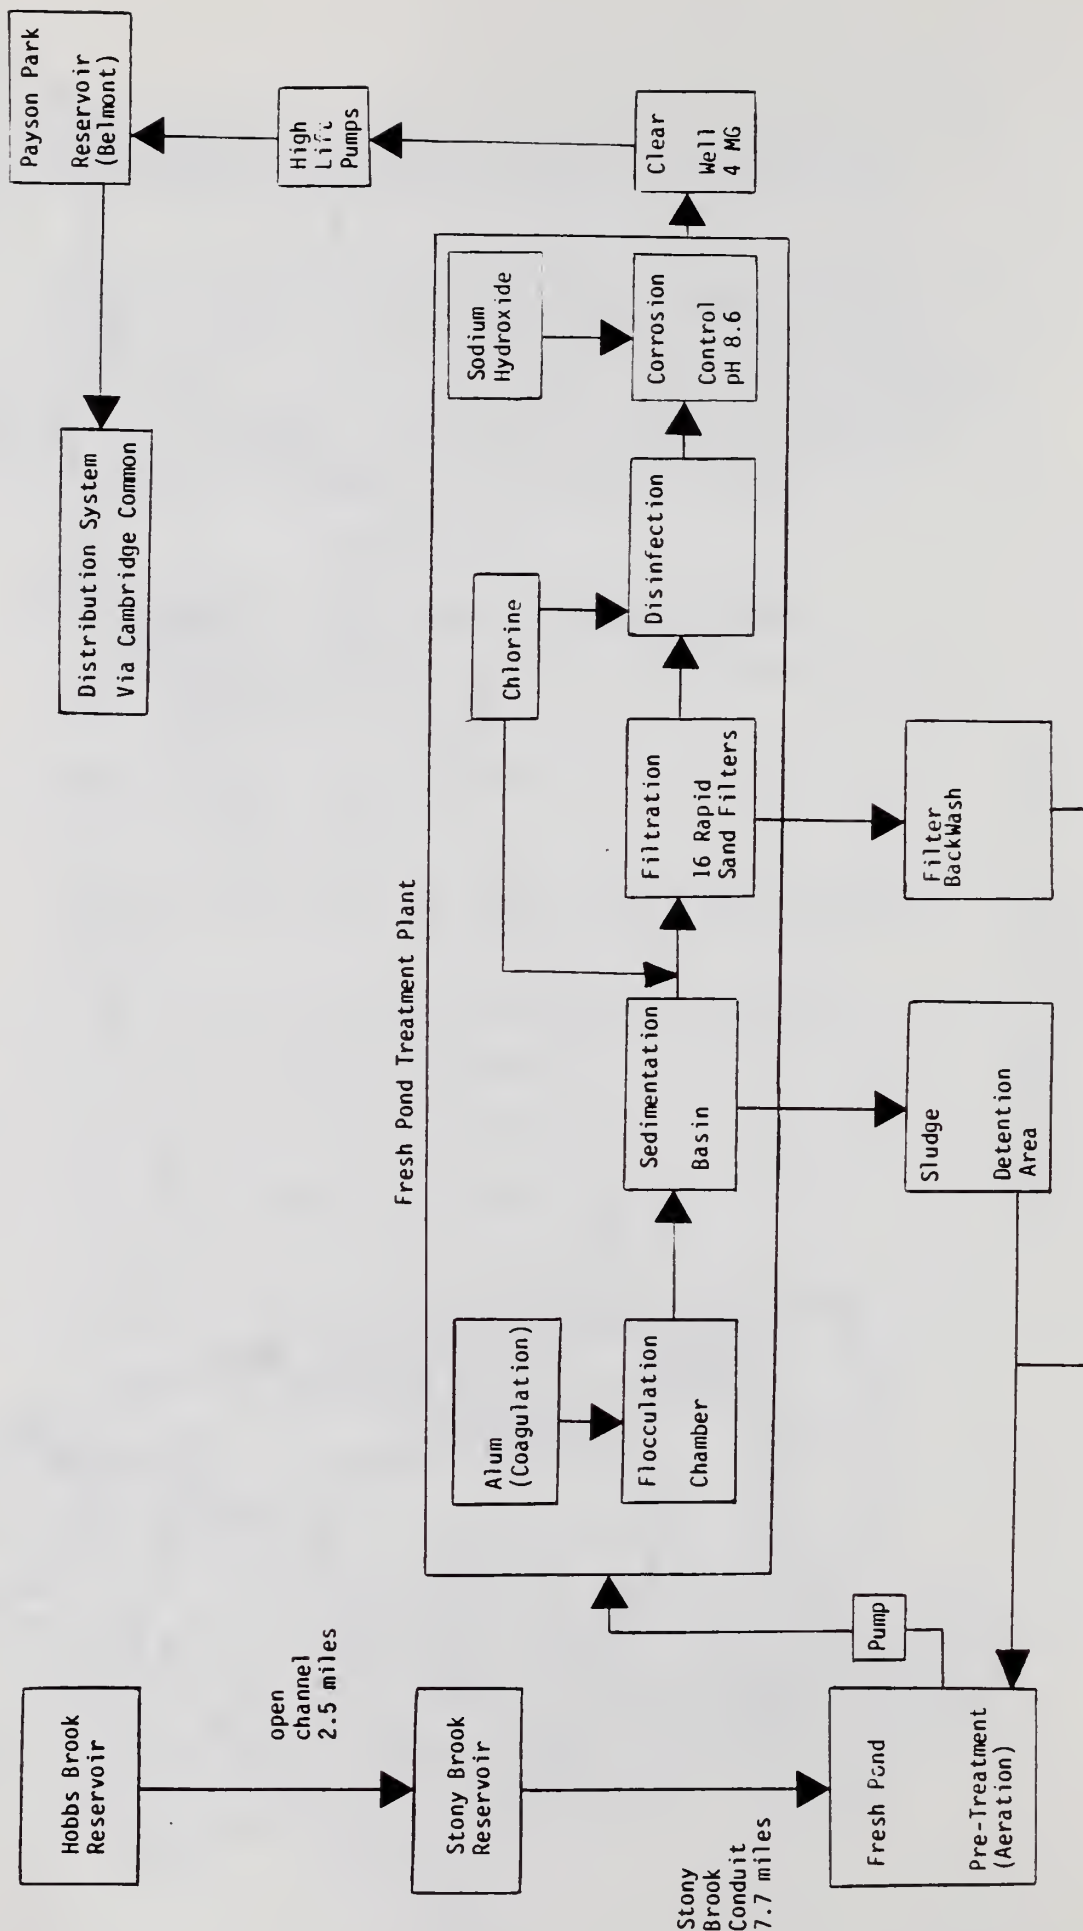 Hobbs Brook
Reservoir
open
channel
2.5 miles
Stony Brook
Reservoir
Stony
Brook
Conduit
7.7 miles
Fresh Pond
Pre-Treatment
(Aeration)
Pump
Fresh Pond Treatment Plant
Alum
(Coagulation)
Flocculation
Chamber
Sedimentation
Basin
Sludge
Detention
Area
Chlorine
Filtration
16 Rapid
Sand Filters
Filter
BackWash
Disinfection
Sodium
Hydroxide
Corrosion
Control
pH 8.6
Clear
Well
4 MG
High
Lift
Pumps
Payson Park
Reservoir
(Belmont)
Distribution System
Via Cambridge Common